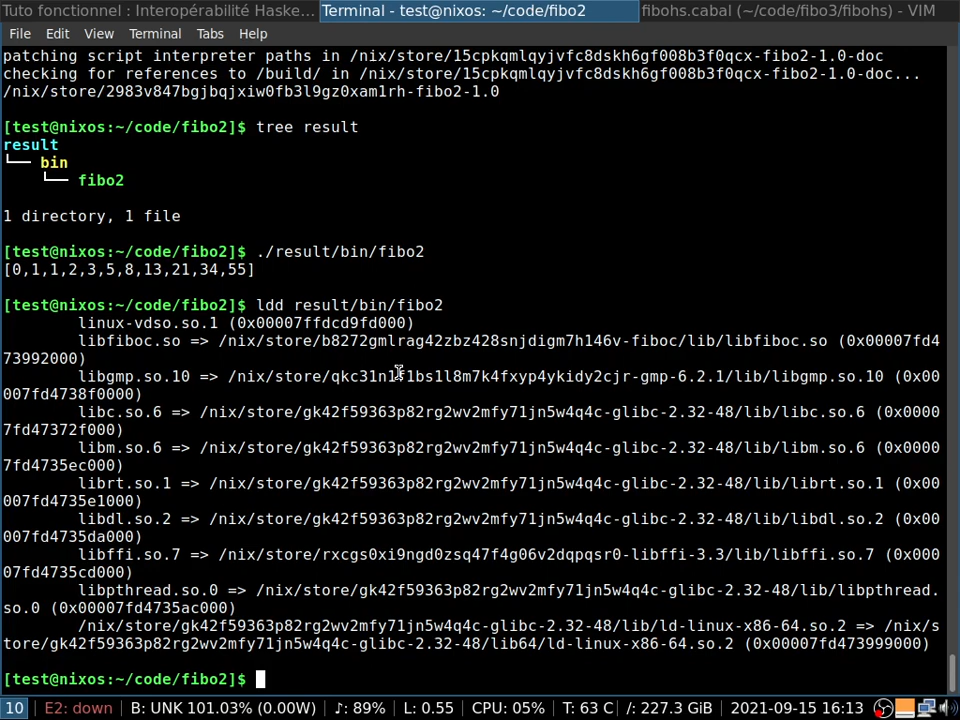 Tuto fonctionnel : Interopérabilité Haske... Terminal - test@nixos: ~/code/fibo2 fibohs.cabal (~/code/fibo3/fibohs) - VIM
File Edit View Terminal Tabs Help
patching script interpreter paths in /nix/store/15cpkqmlqyjvfc8dskh6gf008b3f0qcx-fibo2-1.0-doc
checking for references to /build/ in /nix/store/15cpkqmlqyjvfc8dskh6gf008b3f0qcx-fibo2-1.0-doc...
/nix/store/2983v847bgjbqjxiw0fb3l9gz0xam1rh-fibo2-1.0
[test@nixos:~/code/fibo2]$ tree result
result
└── bin
    └── fibo2
1 directory, 1 file
[test@nixos:~/code/fibo2]$ ./result/bin/fibo2
[0,1,1,2,3,5,8,13,21,34,55]
[test@nixos:~/code/fibo2]$ ldd result/bin/fibo2
linux-vdso.so.1 (0x00007ffdcd9fd000)
libfiboc.so => /nix/store/b8272gmlrag42zbz428snjdigm7h146v-fiboc/lib/libfiboc.so (0x00007fd4
73992000)
libgmp.so.10 => /nix/store/qkc31n1f1bs1l8m7k4fxyp4ykidy2cjr-gmp-6.2.1/lib/libgmp.so.10 (0x00
007fd4738f0000)
libc.so.6 => /nix/store/gk42f59363p82rg2wv2mfy71jn5w4q4c-glibc-2.32-48/lib/libc.so.6 (0x0000
7fd47372f000)
libm.so.6 => /nix/store/gk42f59363p82rg2wv2mfy71jn5w4q4c-glibc-2.32-48/lib/libm.so.6 (0x0000
7fd4735ec000)
librt.so.1 => /nix/store/gk42f59363p82rg2wv2mfy71jn5w4q4c-glibc-2.32-48/lib/librt.so.1 (0x00
007fd4735e1000)
libdl.so.2 => /nix/store/gk42f59363p82rg2wv2mfy71jn5w4q4c-glibc-2.32-48/lib/libdl.so.2 (0x00
007fd4735da000)
libffi.so.7 => /nix/store/rxcgs0xi9ngd0zsq47f4g06v2dqpqsr0-libffi-3.3/lib/libffi.so.7 (0x000
07fd4735cd000)
libpthread.so.0 => /nix/store/gk42f59363p82rg2wv2mfy71jn5w4q4c-glibc-2.32-48/lib/libpthread.
so.0 (0x00007fd4735ac000)
/nix/store/gk42f59363p82rg2wv2mfy71jn5w4q4c-glibc-2.32-48/lib/ld-linux-x86-64.so.2 => /nix/s
tore/gk42f59363p82rg2wv2mfy71jn5w4q4c-glibc-2.32-48/lib64/ld-linux-x86-64.so.2 (0x00007fd473999000)
[test@nixos:~/code/fibo2]$
10 | E2: down | B: UNK 101.03% (0.00W) | ♪: 89% | L: 0.55 | CPU: 05% | T: 63 C | /: 227.3 GiB | 2021-09-15 16:13